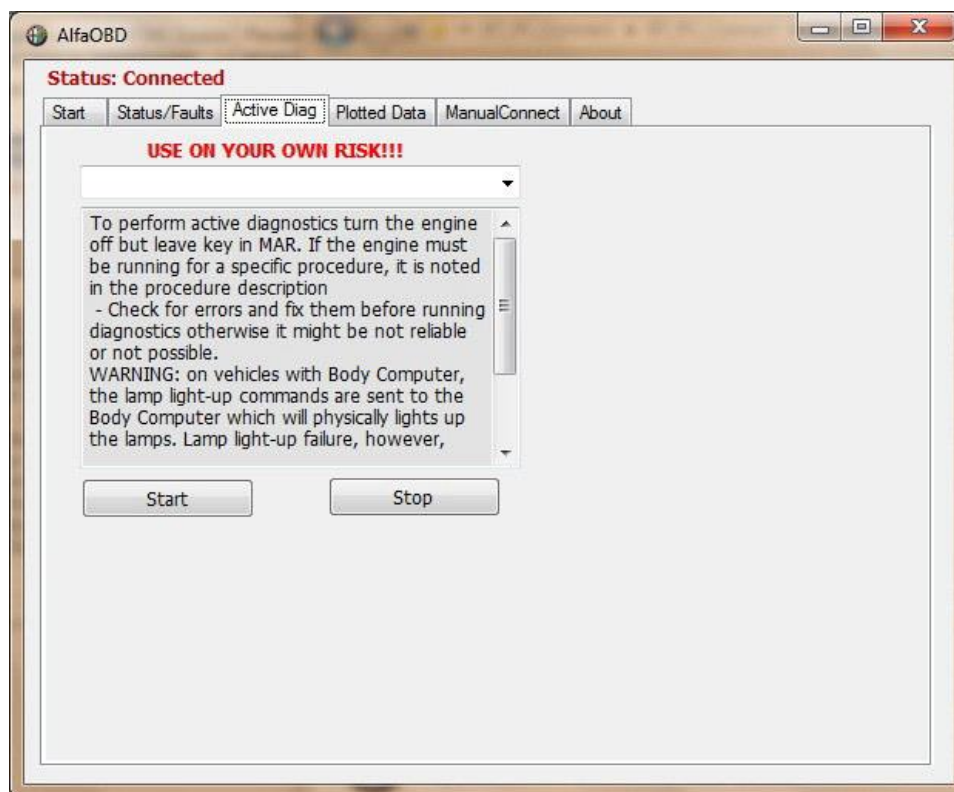 AlfaOBD
Status: Connected
Start Status/Faults Active Diag Plotted Data ManualConnect About
USE ON YOUR OWN RISK!!!
To perform active diagnostics turn the engine
off but leave key in MAR. If the engine must
be running for a specific procedure, it is noted
in the procedure description
- Check for errors and fix them before running
diagnostics otherwise it might be not reliable
or not possible.
WARNING: on vehicles with Body Computer,
the lamp light-up commands are sent to the
Body Computer which will physically lights up
the lamps. Lamp light-up failure, however,
Start Stop